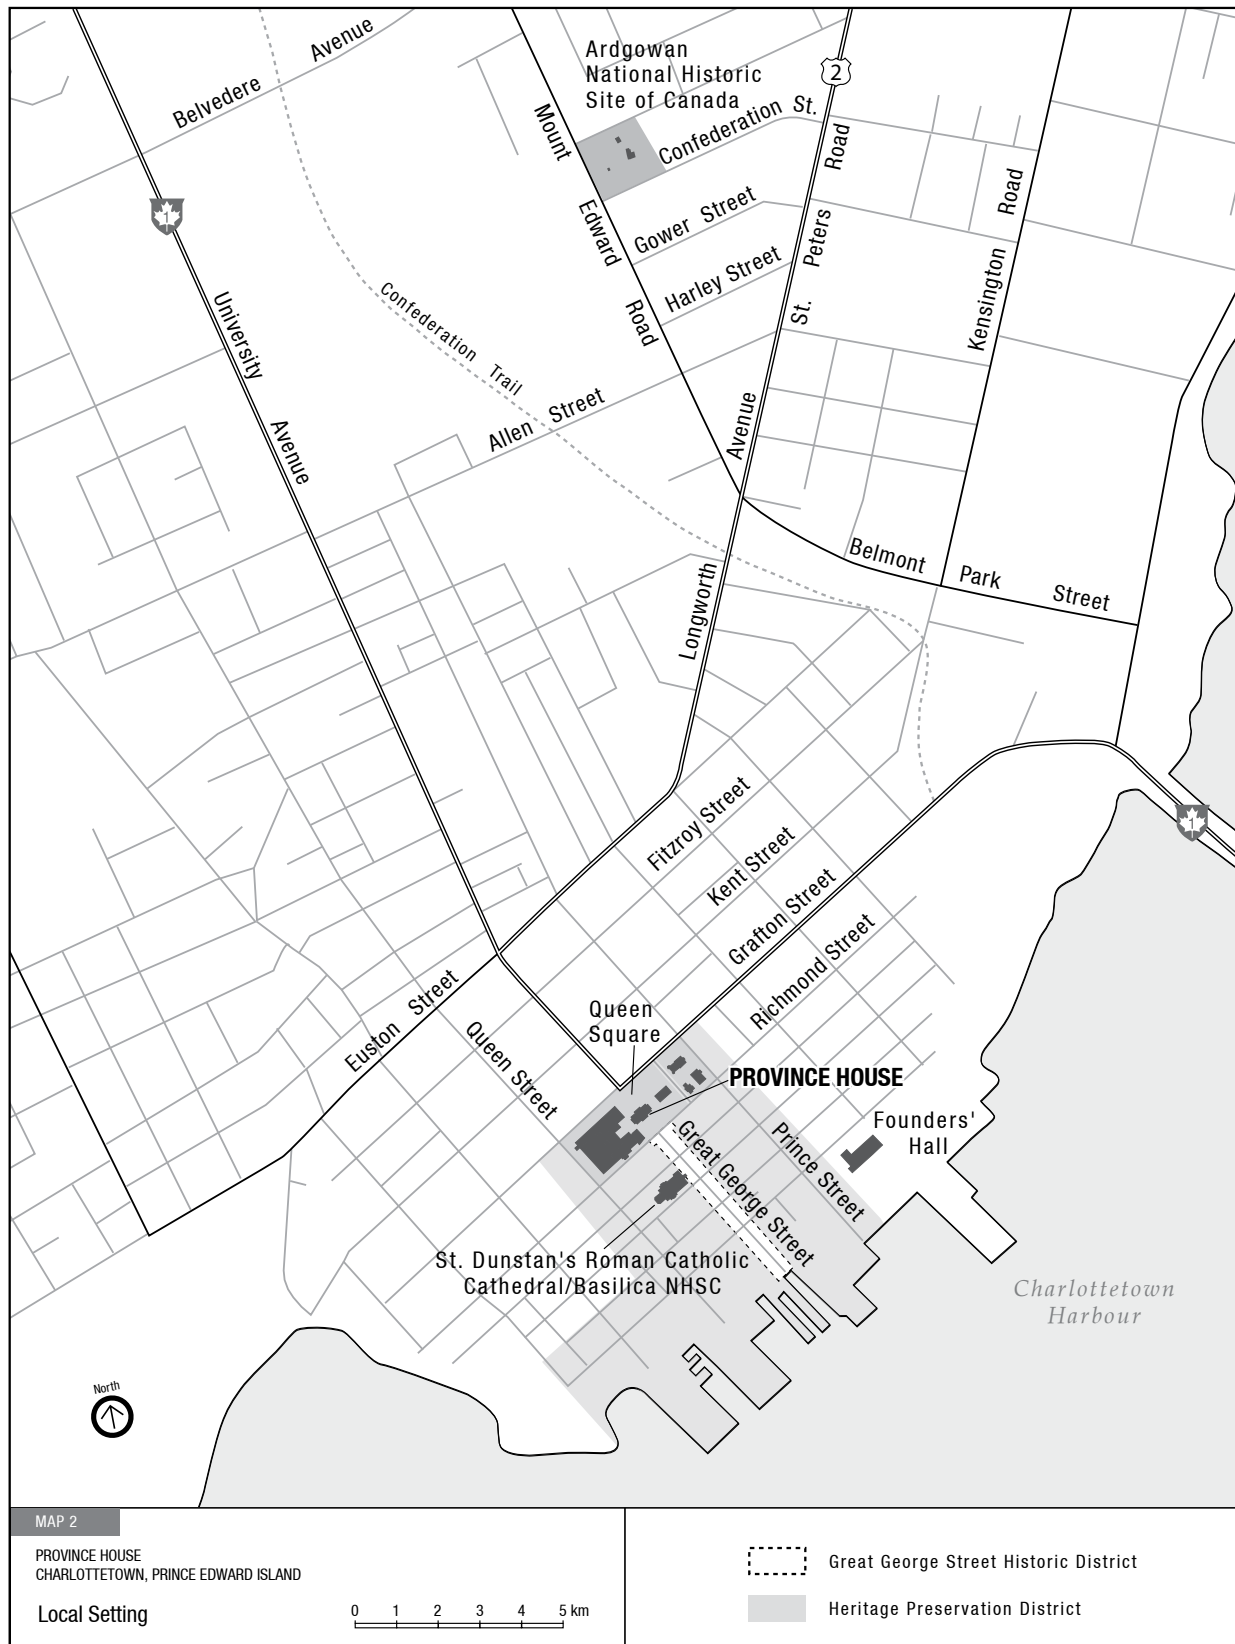 Belvedere Avenue
Ardgowan
National Historic
Site of Canada
2
Mount Edward Road
Confederation St.
Gower Street
Harley Street
St. Peters Road
Kensington Road
1
University Avenue
Confederation Trail
Allen Street
Longworth Avenue
Belmont Park Street
Fitzroy Street
Kent Street
Grafton Street
Richmond Street
1
Euston Street
Queen Street
Queen
Square
PROVINCE HOUSE
Great George Street
Prince Street
Founders'
Hall
St. Dunstan's Roman Catholic
Cathedral/Basilica NHSC
Charlottetown
Harbour
North
MAP 2
PROVINCE HOUSE
CHARLOTTETOWN, PRINCE EDWARD ISLAND
Local Setting
0 1 2 3 4 5 km
Great George Street Historic District
Heritage Preservation District